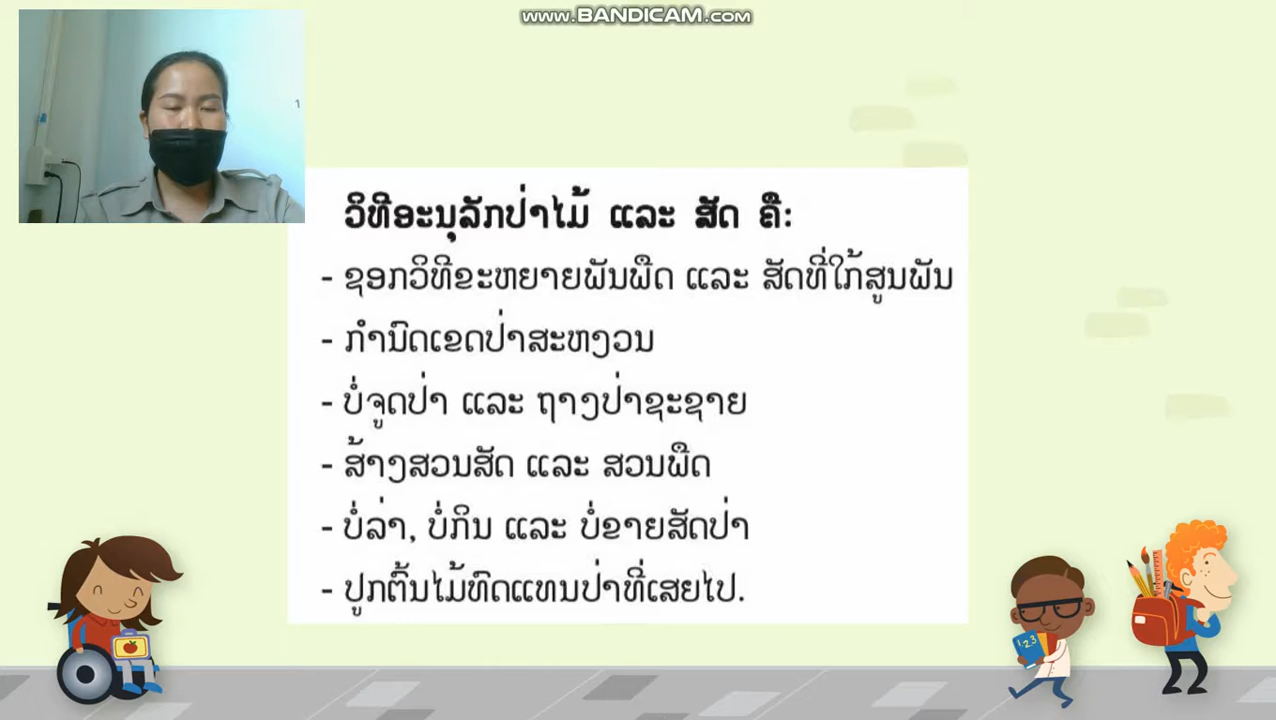 www.BANDICAM.com
1
ວິທີອະນຸລັກປ່າໄມ້ ແລະ ສັດ ຄື:
- ຊອກວິທີຂະຫຍາຍພັນພືດ ແລະ ສັດທີ່ໃກ້ສູນພັນ
- ກຳນົດເຂດປ່າສະຫງວນ
- ບໍ່ຈູດປ່າ ແລະ ຖາງປ່າຊະຊາຍ
- ສ້າງສວນສັດ ແລະ ສວນພືດ
- ບໍ່ລ່າ, ບໍ່ກິນ ແລະ ບໍ່ຂາຍສັດປ່າ
- ປູກຕົ້ນໄມ້ທົດແທນປ່າທີ່ເສຍໄປ.
1-2-3